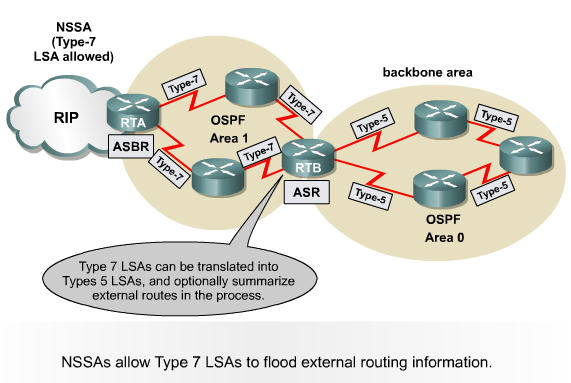 NSSA
(Type-7
LSA allowed)
backbone area
RIP
RTA
ASBR
Type-7
Type-7
OSPF
Area 1
Type-7
Type-7
RTB
ASR
Type-5
Type-5
Type-5
Type-5
OSPF
Area 0
Type 7 LSAs can be translated into
Types 5 LSAs, and optionally summarize
external routes in the process.
NSSAs allow Type 7 LSAs to flood external routing information.